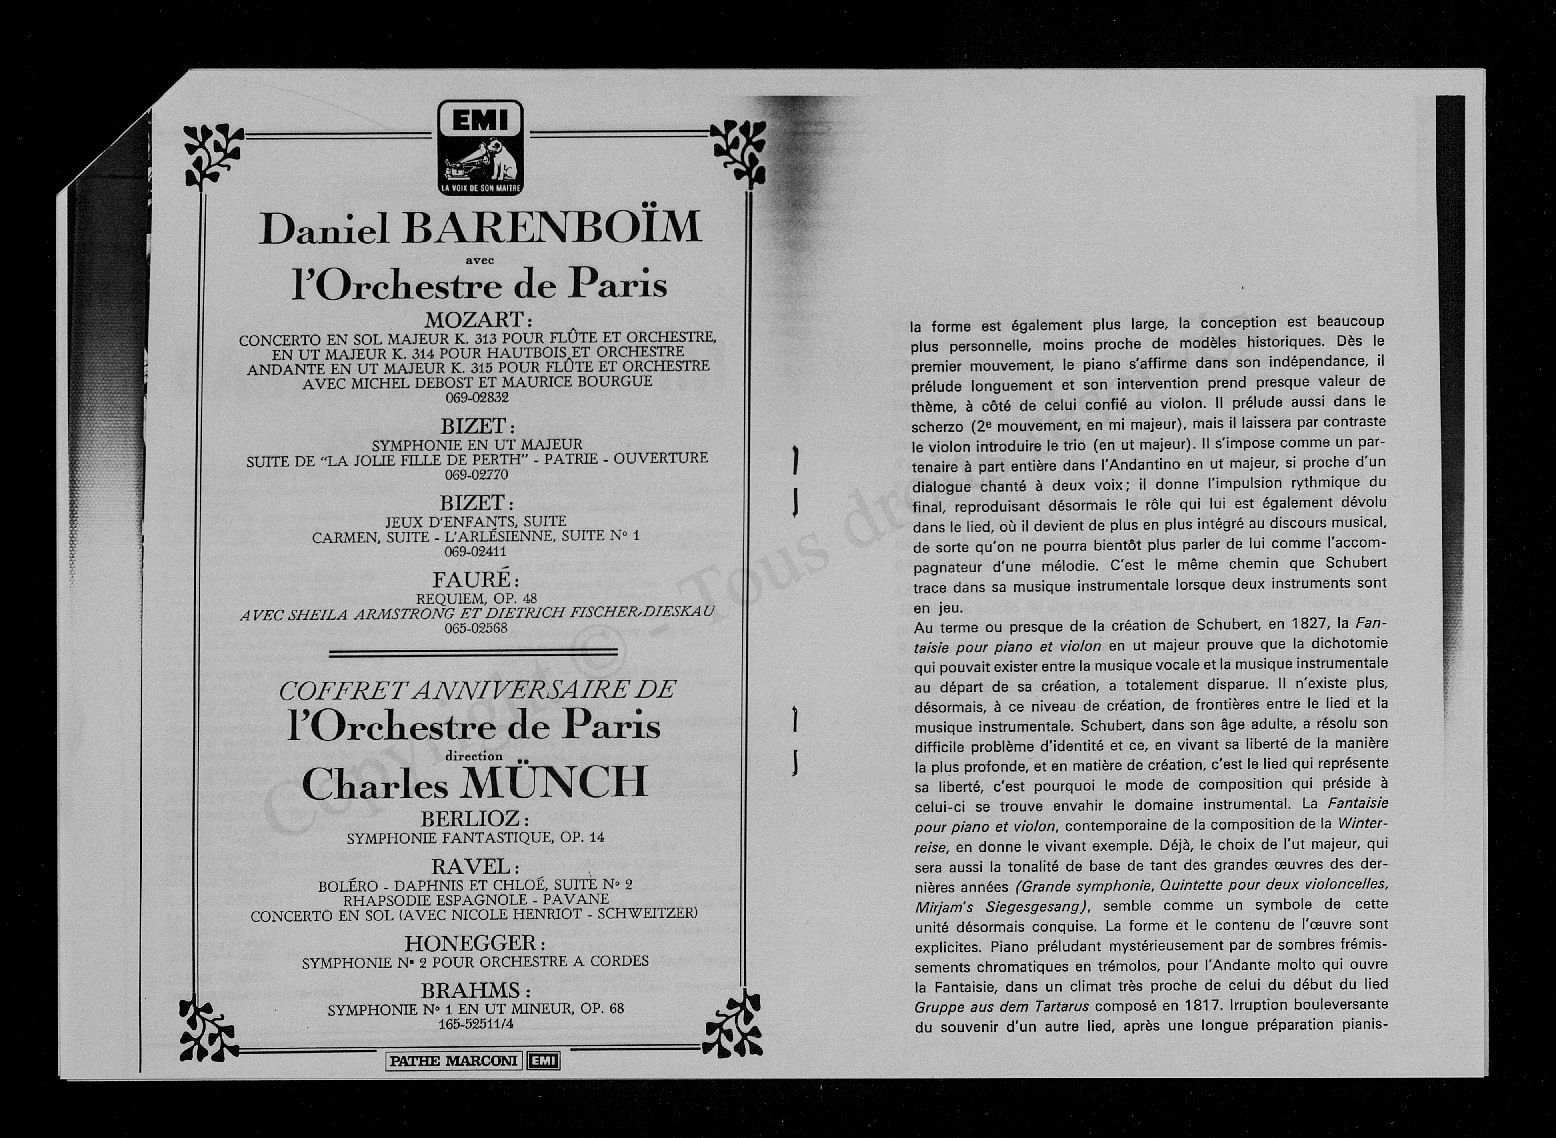 EMI
LA VOIX DE SON MAITRE
Daniel BARENBOÏM
avec
l'Orchestre de Paris
MOZART :
CONCERTO EN SOL MAJEUR K. 313 POUR FLÛTE ET ORCHESTRE,
EN UT MAJEUR K. 314 POUR HAUTBOIS ET ORCHESTRE
ANDANTE EN UT MAJEUR K. 315 POUR FLÛTE ET ORCHESTRE
AVEC MICHEL DEBOST ET MAURICE BOURGUE
069-02832
BIZET :
SYMPHONIE EN UT MAJEUR
SUITE DE “LA JOLIE FILLE DE PERTH” - PATRIE - OUVERTURE
069-02770
BIZET :
JEUX D'ENFANTS, SUITE
CARMEN, SUITE - L'ARLÉSIENNE, SUITE Nº 1
069-02411
FAURÉ :
REQUIEM, OP. 48
AVEC SHEILA ARMSTRONG ET DIETRICH FISCHER-DIESKAU
065-02568
COFFRET ANNIVERSAIRE DE
l'Orchestre de Paris
direction
Charles MÜNCH
BERLIOZ :
SYMPHONIE FANTASTIQUE, OP. 14
RAVEL :
BOLÉRO - DAPHNIS ET CHLOÉ, SUITE Nº 2
RHAPSODIE ESPAGNOLE - PAVANE
CONCERTO EN SOL (AVEC NICOLE HENRIOT - SCHWEITZER)
HONEGGER :
SYMPHONIE Nº 2 POUR ORCHESTRE A CORDES
BRAHMS :
SYMPHONIE Nº 1 EN UT MINEUR, OP. 68
165-52511/4
PATHE MARCONI EMI
la forme est également plus large, la conception est beaucoup
plus personnelle, moins proche de modèles historiques. Dès le
premier mouvement, le piano s'affirme dans son indépendance, il
prélude longuement et son intervention prend presque valeur de
thème, à côté de celui confié au violon. Il prélude aussi dans le
scherzo (2e mouvement, en mi majeur), mais il laissera par contraste
le violon introduire le trio (en ut majeur). Il s'impose comme un par-
tenaire à part entière dans l'Andantino en ut majeur, si proche d'un
dialogue chanté à deux voix; il donne l'impulsion rythmique du
final, reproduisant désormais le rôle qui lui est également dévolu
dans le lied, où il devient de plus en plus intégré au discours musical,
de sorte qu'on ne pourra bientôt plus parler de lui comme l'accom-
pagnateur d'une mélodie. C'est le même chemin que Schubert
trace dans sa musique instrumentale lorsque deux instruments sont
en jeu.
Au terme ou presque de la création de Schubert, en 1827, la Fan-
taisie pour piano et violon en ut majeur prouve que la dichotomie
qui pouvait exister entre la musique vocale et la musique instrumentale
au départ de sa création, a totalement disparue. Il n'existe plus,
désormais, à ce niveau de création, de frontières entre le lied et la
musique instrumentale. Schubert, dans son âge adulte, a résolu son
difficile problème d'identité et ce, en vivant sa liberté de la manière
la plus profonde, et en matière de création, c'est le lied qui représente
sa liberté, c'est pourquoi le mode de composition qui préside à
celui-ci se trouve envahir le domaine instrumental. La Fantaisie
pour piano et violon, contemporaine de la composition de la Winter-
reise, en donne le vivant exemple. Déjà, le choix de l'ut majeur, qui
sera aussi la tonalité de base de tant des grandes œuvres des der-
nières années (Grande symphonie, Quintette pour deux violoncelles,
Mirjam's Siegesgesang), semble comme un symbole de cette
unité désormais conquise. La forme et le contenu de l'œuvre sont
explicites. Piano préludant mystérieusement par de sombres frémis-
sements chromatiques en trémolos, pour l'Andante molto qui ouvre
la Fantaisie, dans un climat très proche de celui du début du lied
Gruppe aus dem Tartarus composé en 1817. Irruption bouleversante
du souvenir d'un autre lied, après une longue préparation pianis-
Copyright © - Tous